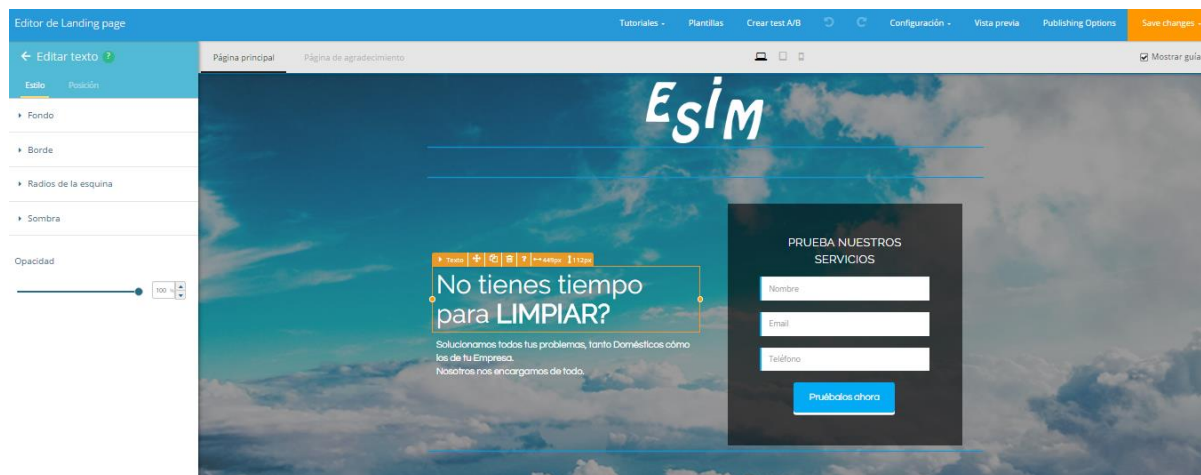 Editor de Landing page
Tutoriales
Plantillas
Crear test A/B
Configuración
Vista previa
Publishing Options
Save changes
Editar texto ?
Página principal
Página de agradecimiento
Mostrar guía
Estilo
Posición
Fondo
Borde
Radios de la esquina
Sombra
Opacidad
100 %
ESIM
Texto ? 449px 112px
No tienes tiempo
para LIMPIAR?
Solucionamos todos tus problemas, tanto Domésticos cómo
los de tu Empresa.
Nosotros nos encargamos de todo.
PRUEBA NUESTROS
SERVICIOS
Nombre
Email
Teléfono
Pruébalos ahora